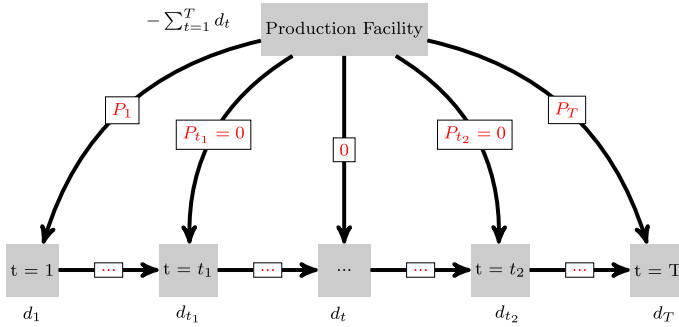 − ∑_{t=1}^{T} d_t
Production Facility
P_1
P_{t_1} = 0
0
P_{t_2} = 0
P_T
t = 1
...
t = t_1
...
...
...
t = t_2
...
t = T
d_1
d_{t_1}
d_t
d_{t_2}
d_T